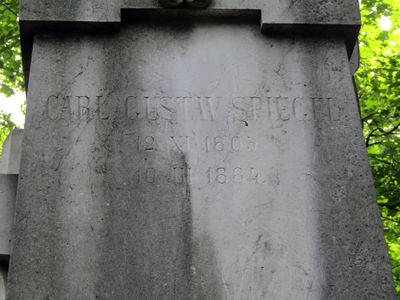 CARL GUSTAV SPIEGEL
12 XI 1805
10 III 1884.